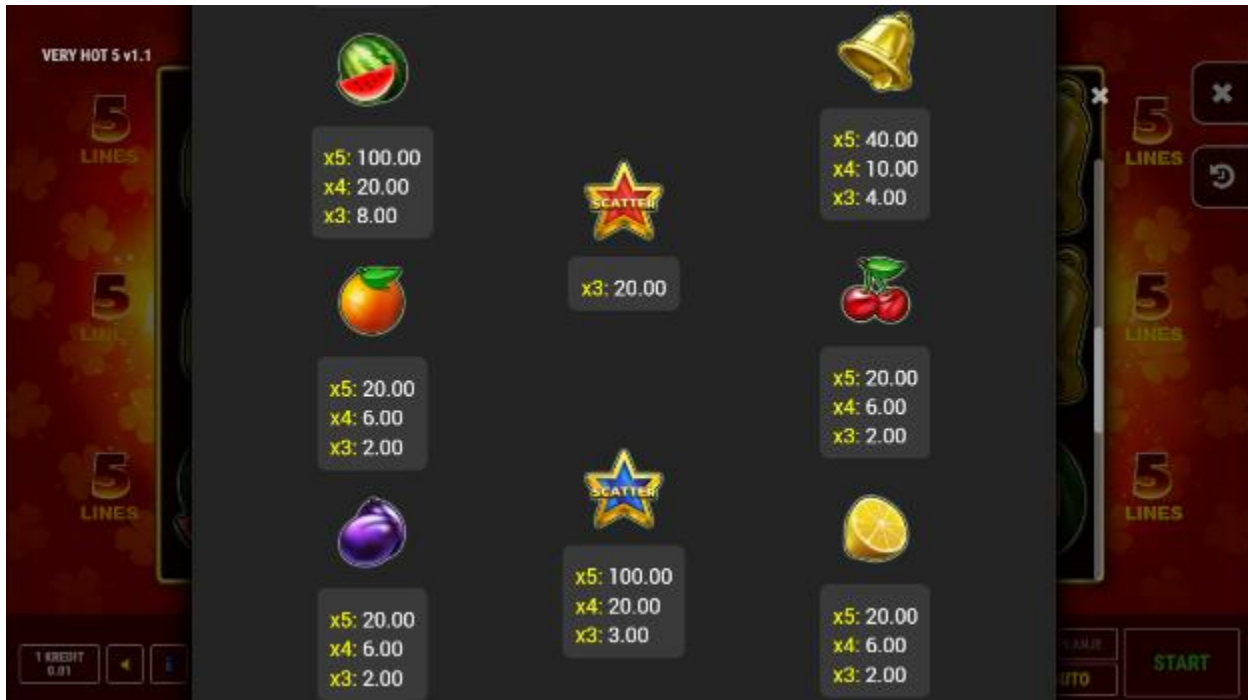 VERY HOT 5 v1.1
5
LINES
5
5
LINES
x5: 100.00
x4: 20.00
x3: 8.00
x5: 20.00
x4: 6.00
x3: 2.00
x5: 20.00
x4: 6.00
x3: 2.00
SCATTER
x3: 20.00
SCATTER
x5: 100.00
x4: 20.00
x3: 3.00
x5: 40.00
x4: 10.00
x3: 4.00
x5: 20.00
x4: 6.00
x3: 2.00
x5: 20.00
x4: 6.00
x3: 2.00
5
LINES
5
LINES
5
LINES
1 KREDIT
0.01
START